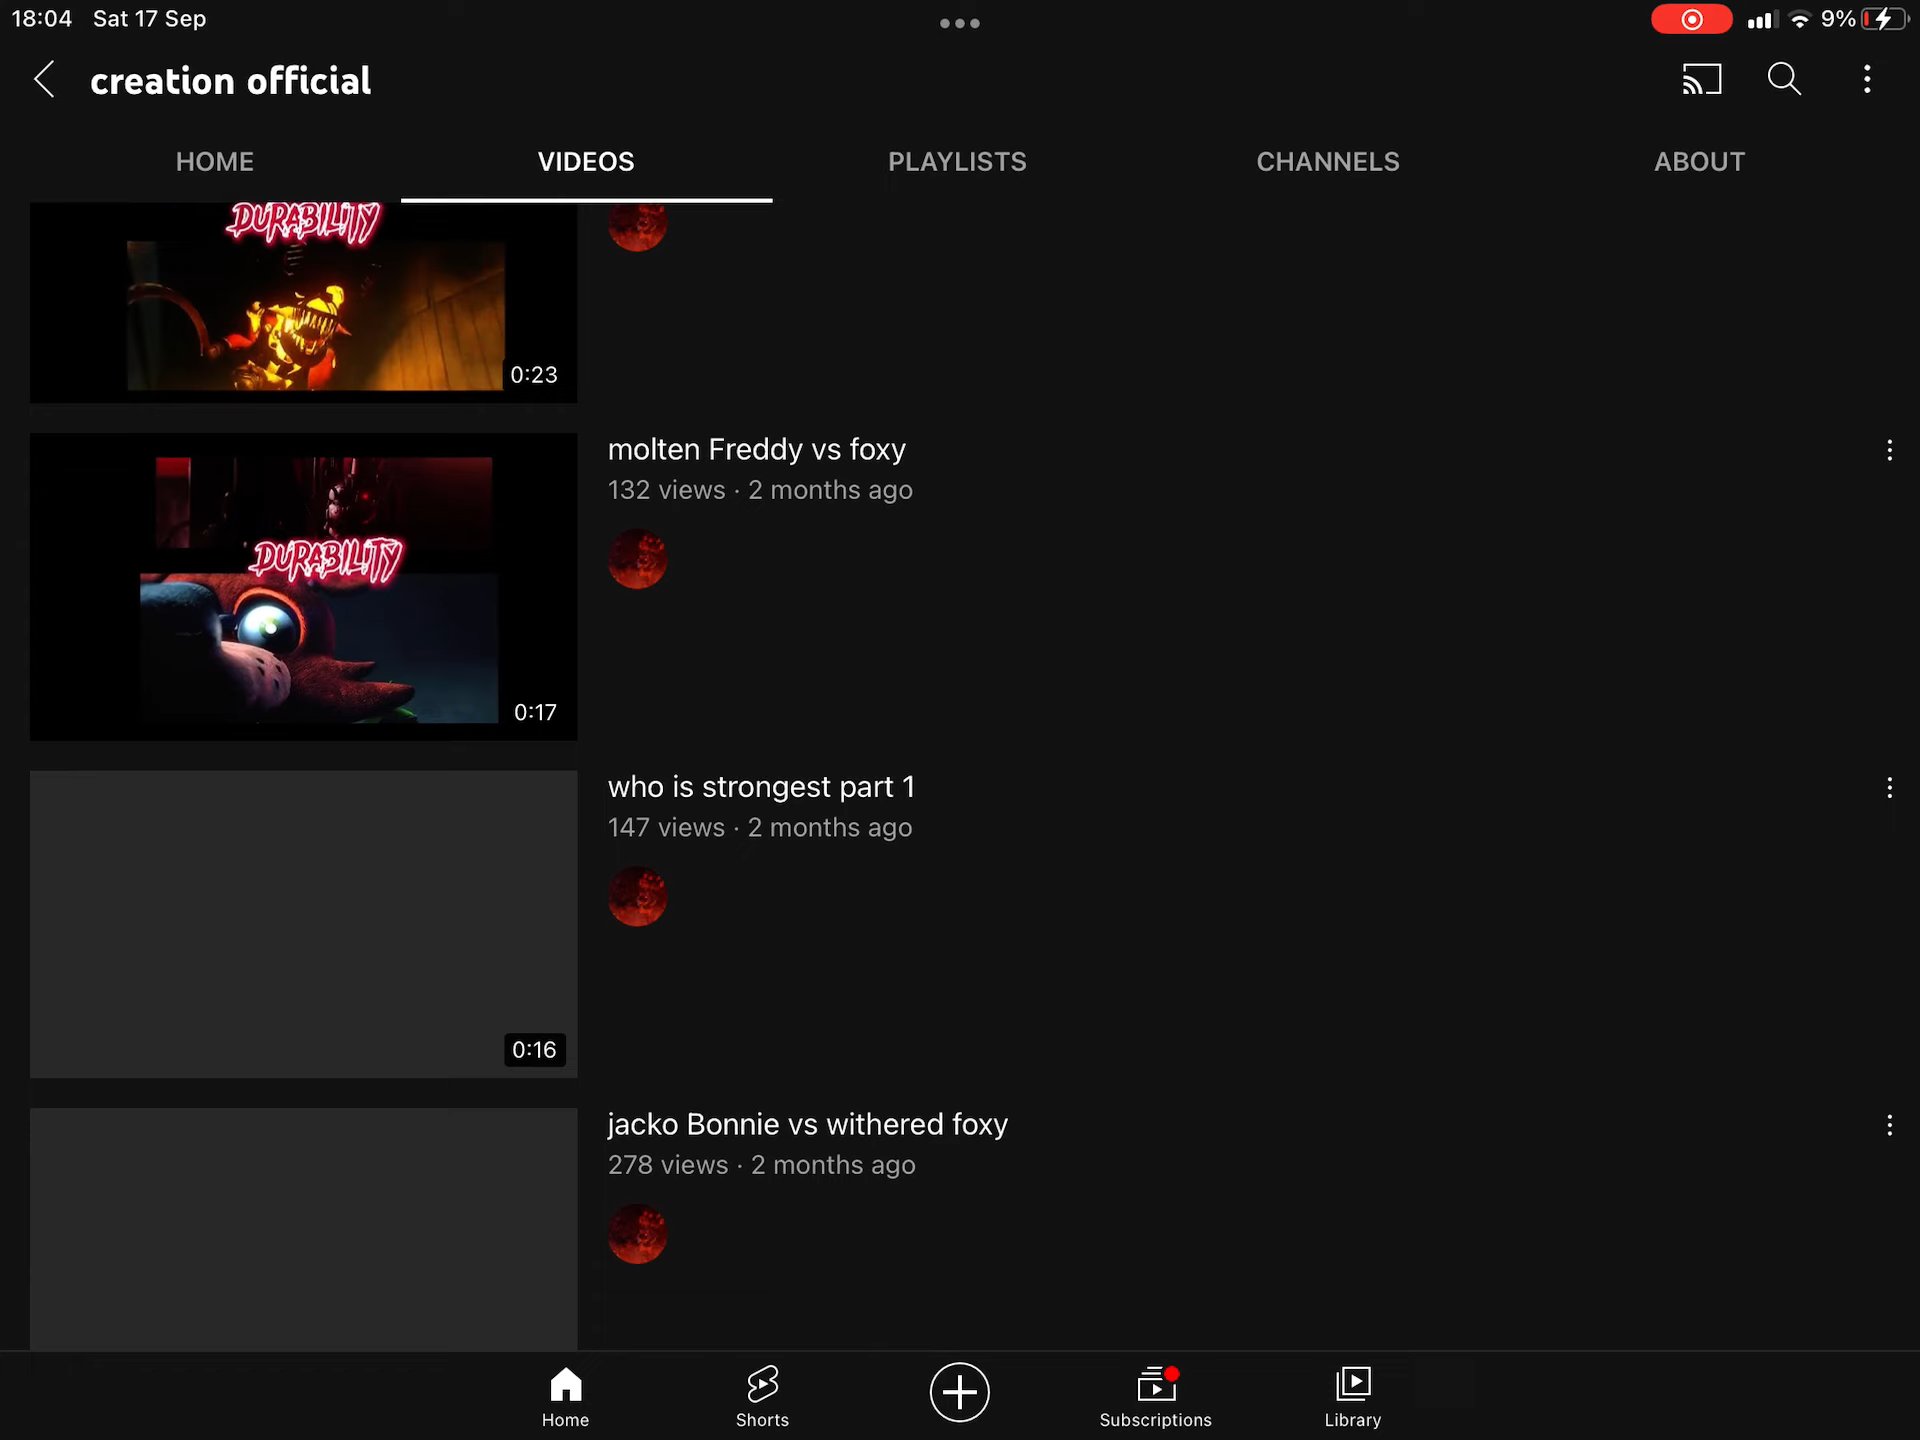 18:04 Sat 17 Sep
9%
creation official
HOME VIDEOS PLAYLISTS CHANNELS ABOUT
DURABILITY
0:23
molten Freddy vs foxy
132 views · 2 months ago
DURABILITY
0:17
who is strongest part 1
147 views · 2 months ago
0:16
jacko Bonnie vs withered foxy
278 views · 2 months ago
Home Shorts Subscriptions Library